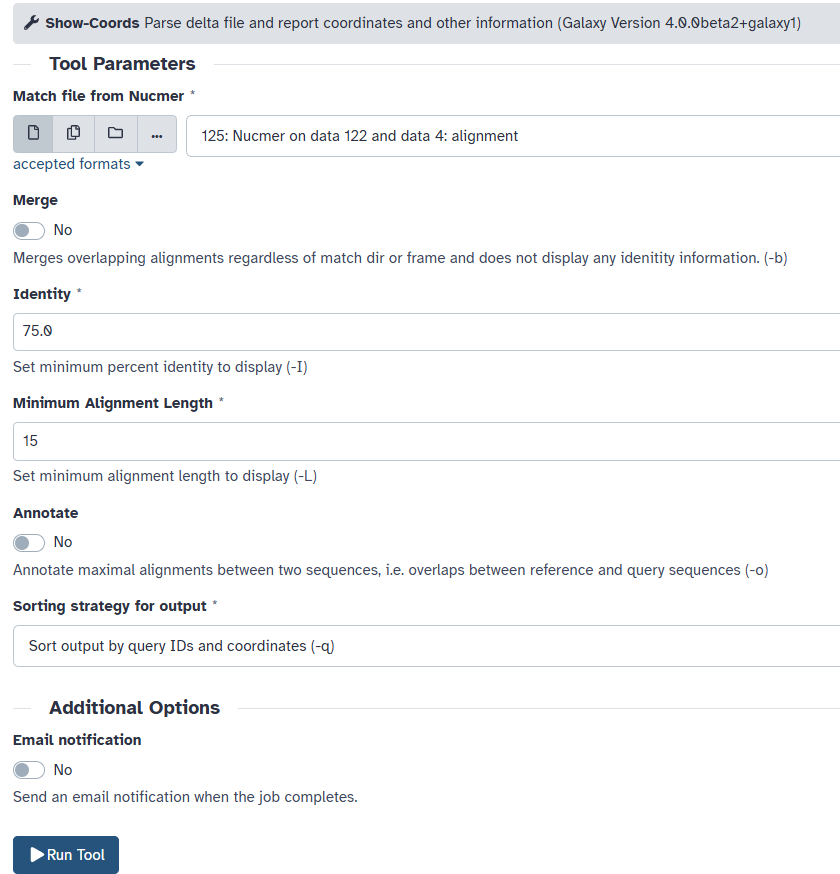 Show-Coords Parse delta file and report coordinates and other information (Galaxy Version 4.0.0beta2+galaxy1)
Tool Parameters
Match file from Nucmer *
...
125: Nucmer on data 122 and data 4: alignment
accepted formats
Merge
No
Merges overlapping alignments regardless of match dir or frame and does not display any idenitity information. (-b)
Identity *
75.0
Set minimum percent identity to display (-I)
Minimum Alignment Length *
15
Set minimum alignment length to display (-L)
Annotate
No
Annotate maximal alignments between two sequences, i.e. overlaps between reference and query sequences (-o)
Sorting strategy for output *
Sort output by query IDs and coordinates (-q)
Additional Options
Email notification
No
Send an email notification when the job completes.
Run Tool